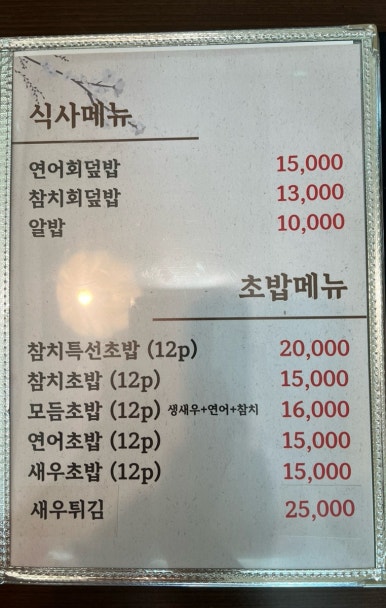 식사메뉴
연어회덮밥 15,000
참치회덮밥 13,000
알밥 10,000
초밥메뉴
참치특선초밥 (12p) 20,000
참치초밥 (12p) 15,000
모듬초밥 (12p) 생새우+연어+참치 16,000
연어초밥 (12p) 15,000
새우초밥 (12p) 15,000
새우튀김 25,000